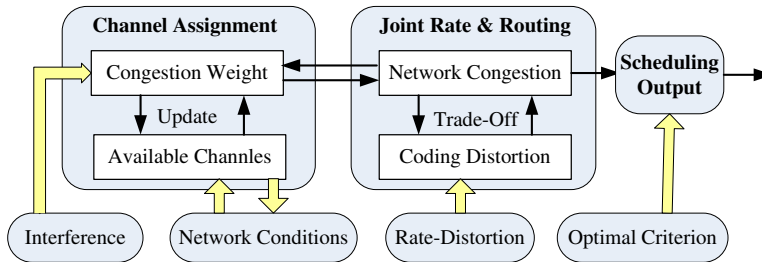 Channel Assignment
Joint Rate & Routing
Congestion Weight
Network Congestion
Scheduling
Output
Update
Trade-Off
Available Channles
Coding Distortion
Interference
Network Conditions
Rate-Distortion
Optimal Criterion